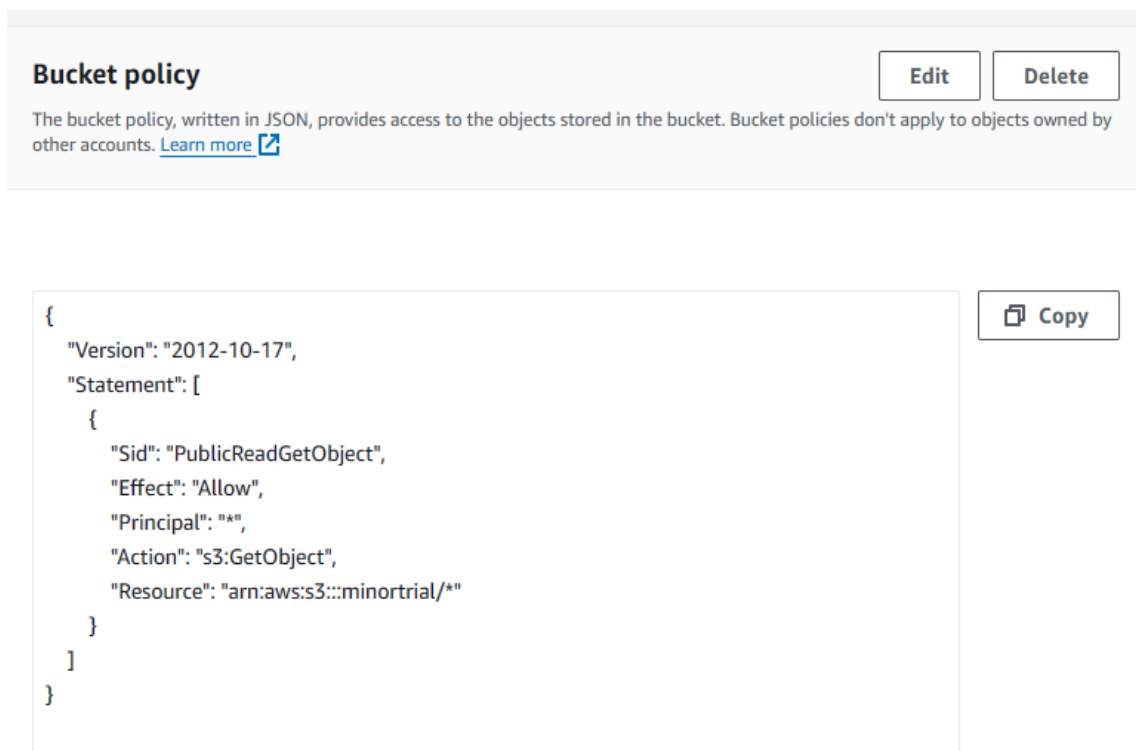 Bucket policy
Edit
Delete
The bucket policy, written in JSON, provides access to the objects stored in the bucket. Bucket policies don't apply to objects owned by
other accounts. Learn more
Copy
{
"Version": "2012-10-17",
"Statement": [
{
"Sid": "PublicReadGetObject",
"Effect": "Allow",
"Principal": "*",
"Action": "s3:GetObject",
"Resource": "arn:aws:s3:::minortrial/*"
}
]
}